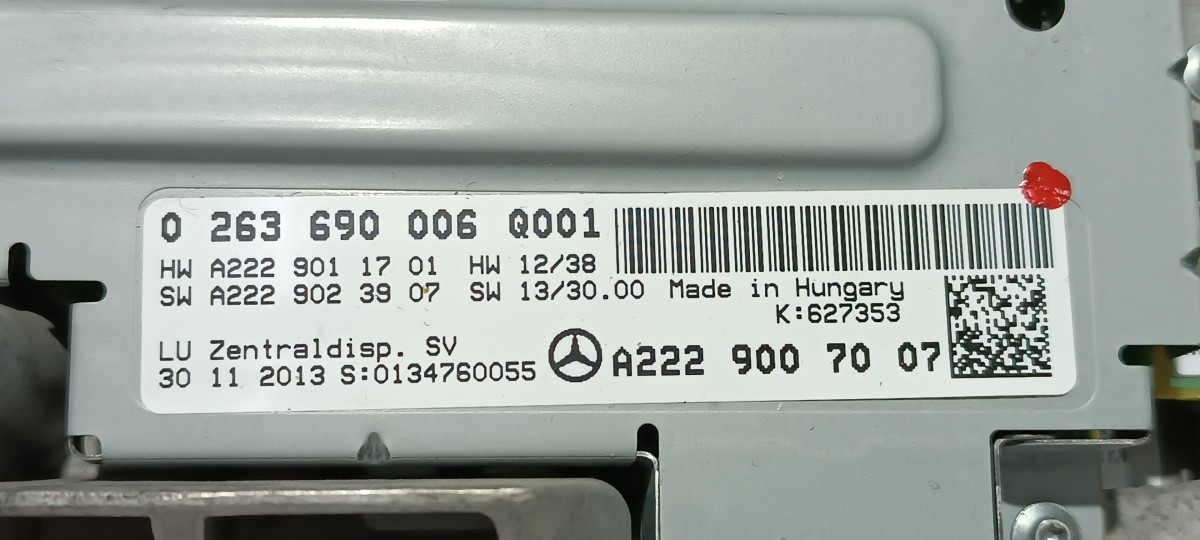 0 263 690 006 Q001
HW A222 901 17 01 HW 12/38
SW A222 902 39 07 SW 13/30.00 Made in Hungary
K:627353
LU Zentraldisp. SV
30 11 2013 S:0134760055
A222 900 70 07